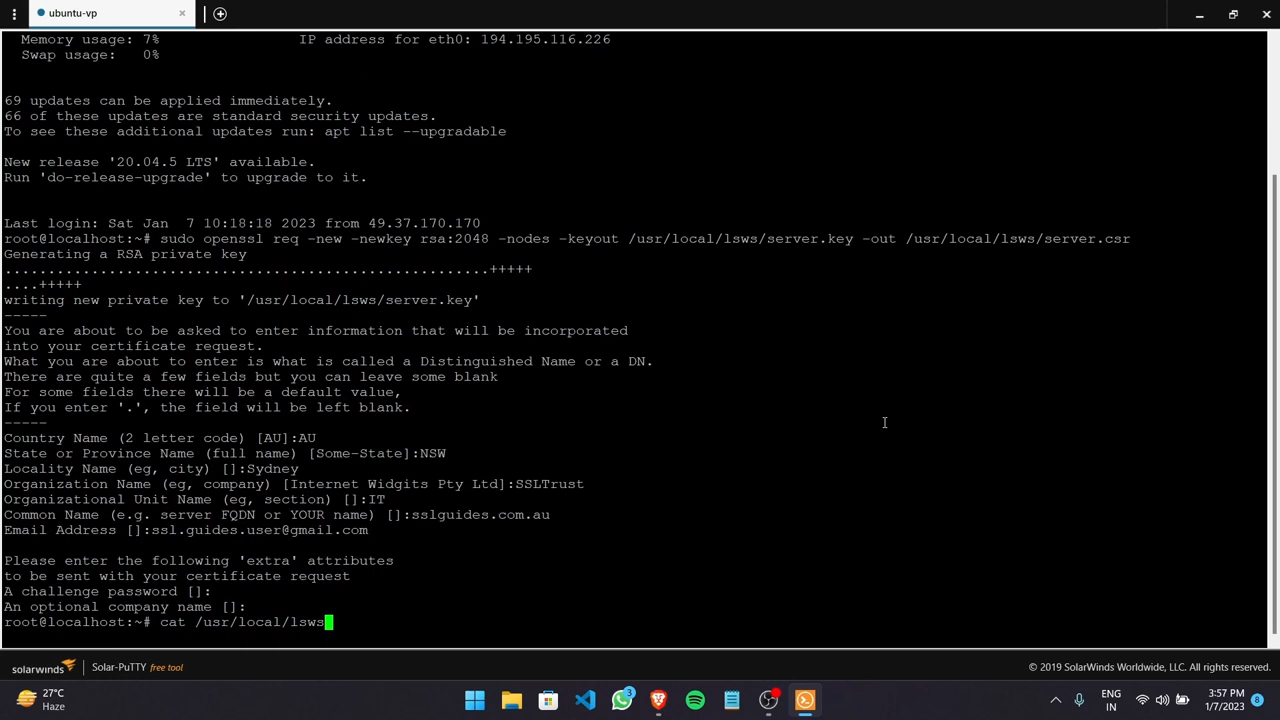 ubuntu-vp
Memory usage: 7%                IP address for eth0: 194.195.116.226
Swap usage:   0%
69 updates can be applied immediately.
66 of these updates are standard security updates.
To see these additional updates run: apt list --upgradable
New release '20.04.5 LTS' available.
Run 'do-release-upgrade' to upgrade to it.
Last login: Sat Jan  7 10:18:18 2023 from 49.37.170.170
root@localhost:~# sudo openssl req -new -newkey rsa:2048 -nodes -keyout /usr/local/lsws/server.key -out /usr/local/lsws/server.csr
Generating a RSA private key
........................................................+++++
....+++++
writing new private key to '/usr/local/lsws/server.key'
-----
You are about to be asked to enter information that will be incorporated
into your certificate request.
What you are about to enter is what is called a Distinguished Name or a DN.
There are quite a few fields but you can leave some blank
For some fields there will be a default value,
If you enter '.', the field will be left blank.
-----
Country Name (2 letter code) [AU]:AU
State or Province Name (full name) [Some-State]:NSW
Locality Name (eg, city) []:Sydney
Organization Name (eg, company) [Internet Widgits Pty Ltd]:SSLTrust
Organizational Unit Name (eg, section) []:IT
Common Name (e.g. server FQDN or YOUR name) []:sslguides.com.au
Email Address []:ssl.guides.user@gmail.com
Please enter the following 'extra' attributes
to be sent with your certificate request
A challenge password []:
An optional company name []:
root@localhost:~# cat /usr/local/lsws
solarwinds Solar-PuTTY free tool © 2019 SolarWinds Worldwide, LLC. All rights reserved.
27°C
Haze
3
ENG
IN
3:57 PM
1/7/2023
8